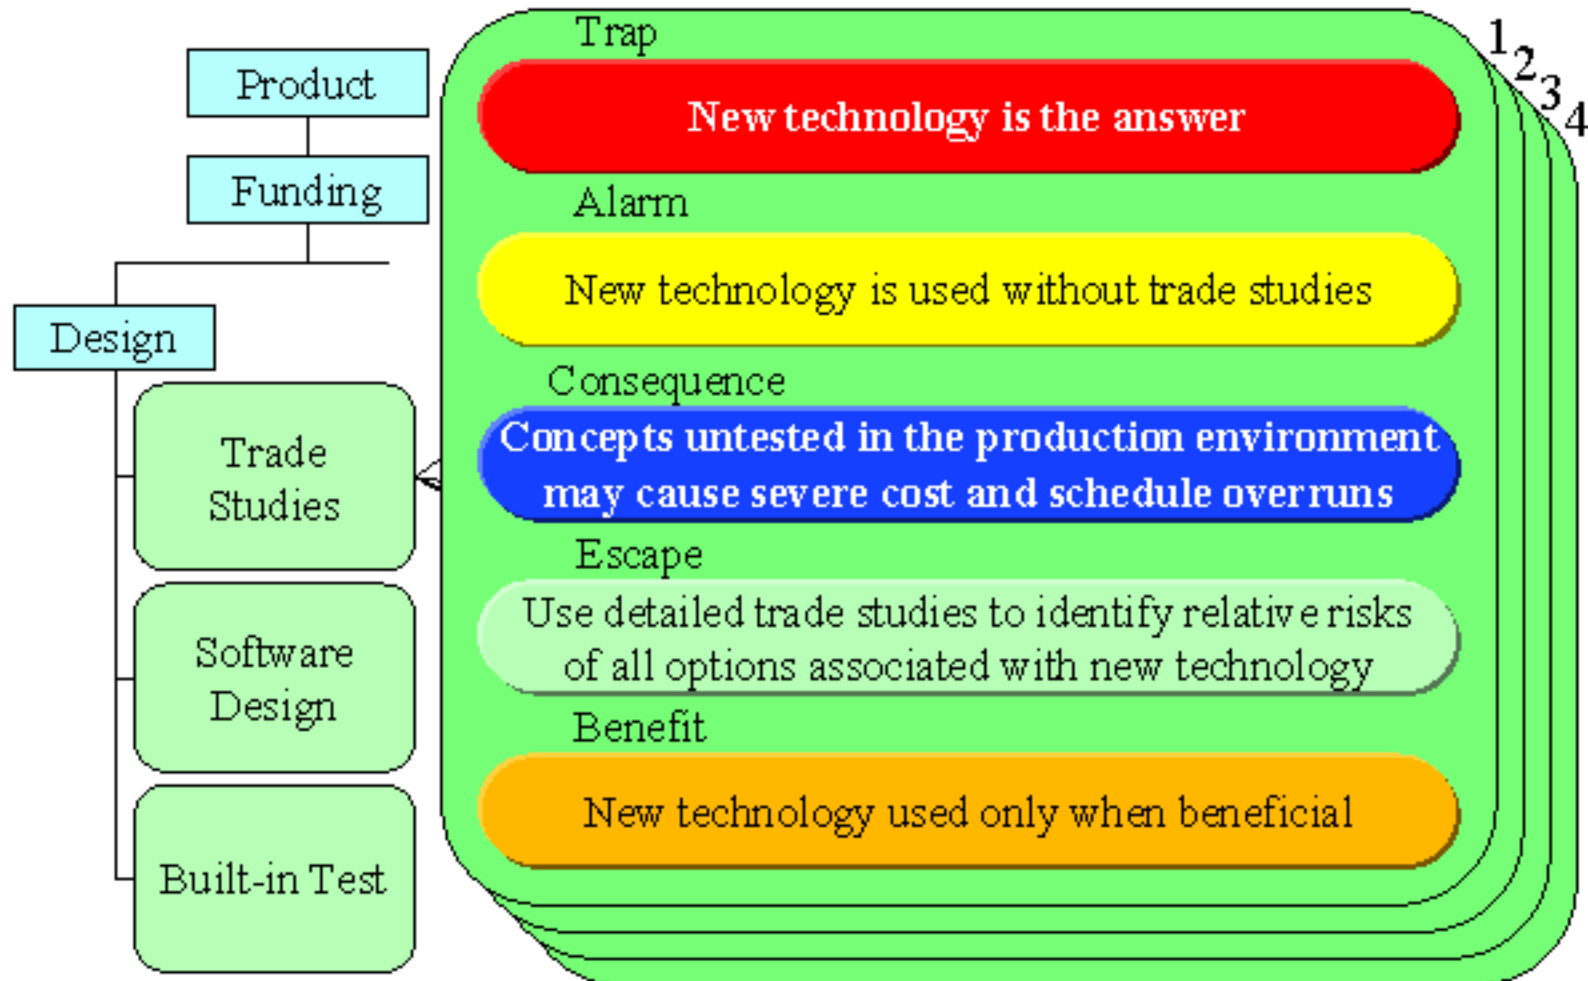 Product
Funding
Design
Trade
Studies
Software
Design
Built-in Test
Trap
New technology is the answer
Alarm
New technology is used without trade studies
Consequence
Concepts untested in the production environment
may cause severe cost and schedule overruns
Escape
Use detailed trade studies to identify relative risks
of all options associated with new technology
Benefit
New technology used only when beneficial
1
2
3
4